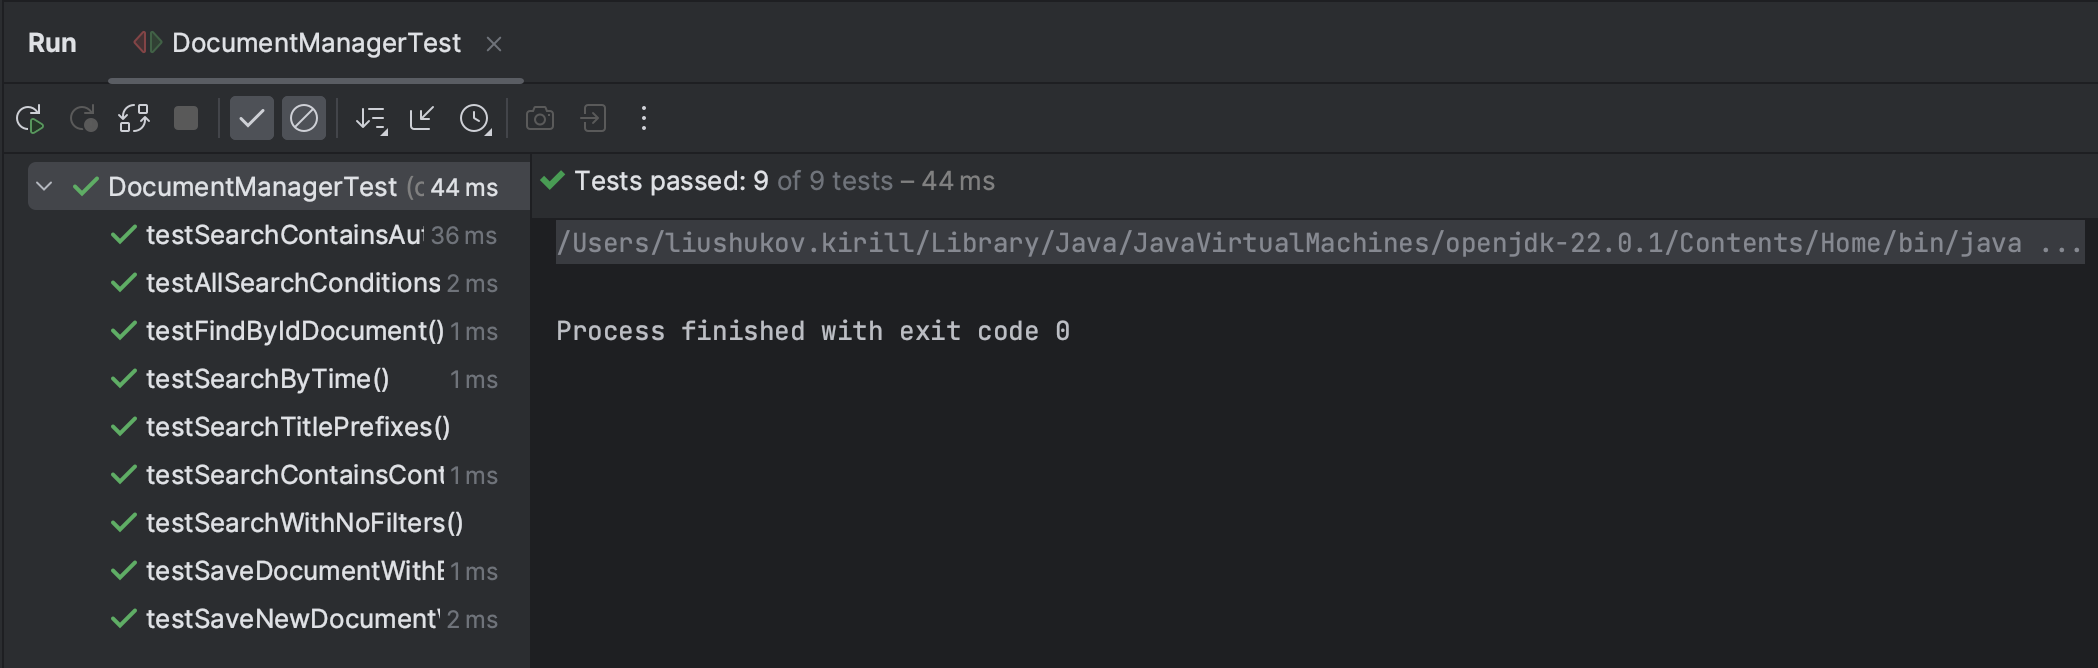 Run DocumentManagerTest
DocumentManagerTest 44 ms
testSearchContainsAu 36 ms
testAllSearchConditions 2 ms
testFindByIdDocument() 1 ms
testSearchByTime() 1 ms
testSearchTitlePrefixes()
testSearchContainsCont 1 ms
testSearchWithNoFilters()
testSaveDocumentWithE 1 ms
testSaveNewDocument 2 ms
Tests passed: 9 of 9 tests – 44 ms
/Users/liushukov.kirill/Library/Java/JavaVirtualMachines/openjdk-22.0.1/Contents/Home/bin/java ...
Process finished with exit code 0